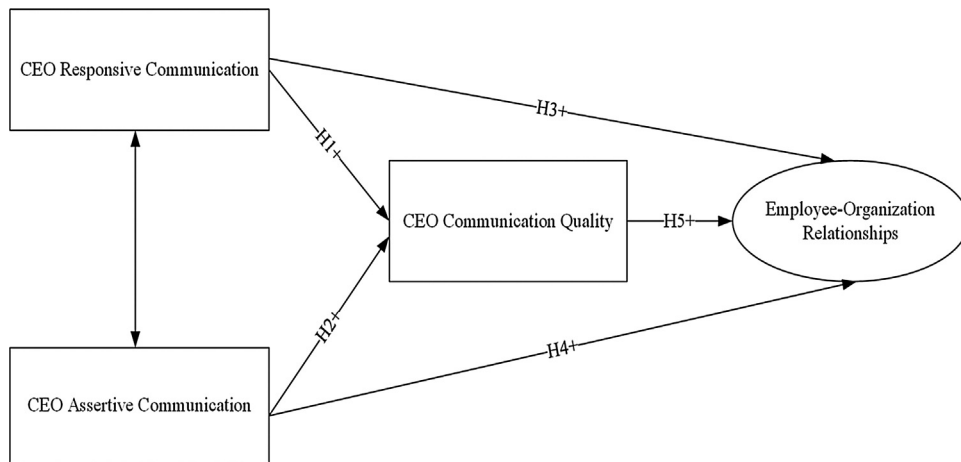 CEO Responsive Communication
H3+
H1+
CEO Communication Quality
H5+
Employee-Organization
Relationships
H2+
H4+
CEO Assertive Communication